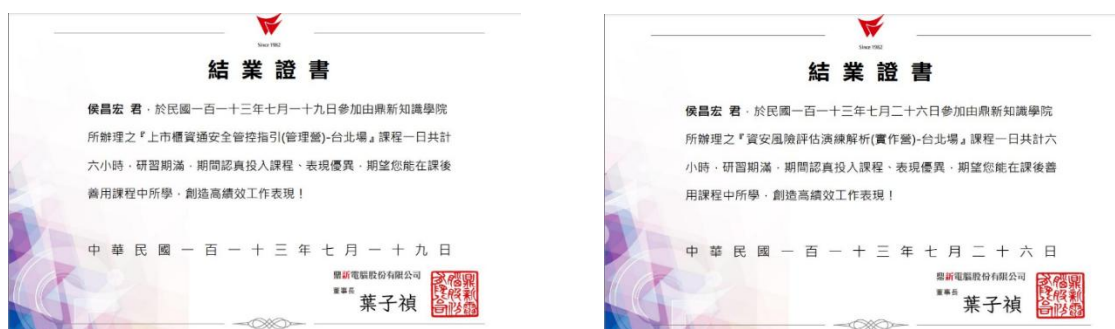 Since 1982
結業證書
侯昌宏 君，於民國一百一十三年七月一十九日參加由鼎新知識學院
所辦理之『上市櫃資通安全管控指引(管理營)-台北場』課程一日共計
六小時，研習期滿，期間認真投入課程、表現優異，期望您能在課後
善用課程中所學，創造高績效工作表現！
中華民國一百一十三年七月一十九日
鼎新電腦股份有限公司
董事長
葉子禎
Since 1982
結業證書
侯昌宏 君，於民國一百一十三年七月二十六日參加由鼎新知識學院
所辦理之『資安風險評估演練解析(實作營)-台北場』課程一日共計六
小時，研習期滿，期間認真投入課程、表現優異，期望您能在課後善
用課程中所學，創造高績效工作表現！
中華民國一百一十三年七月二十六日
鼎新電腦股份有限公司
董事長
葉子禎